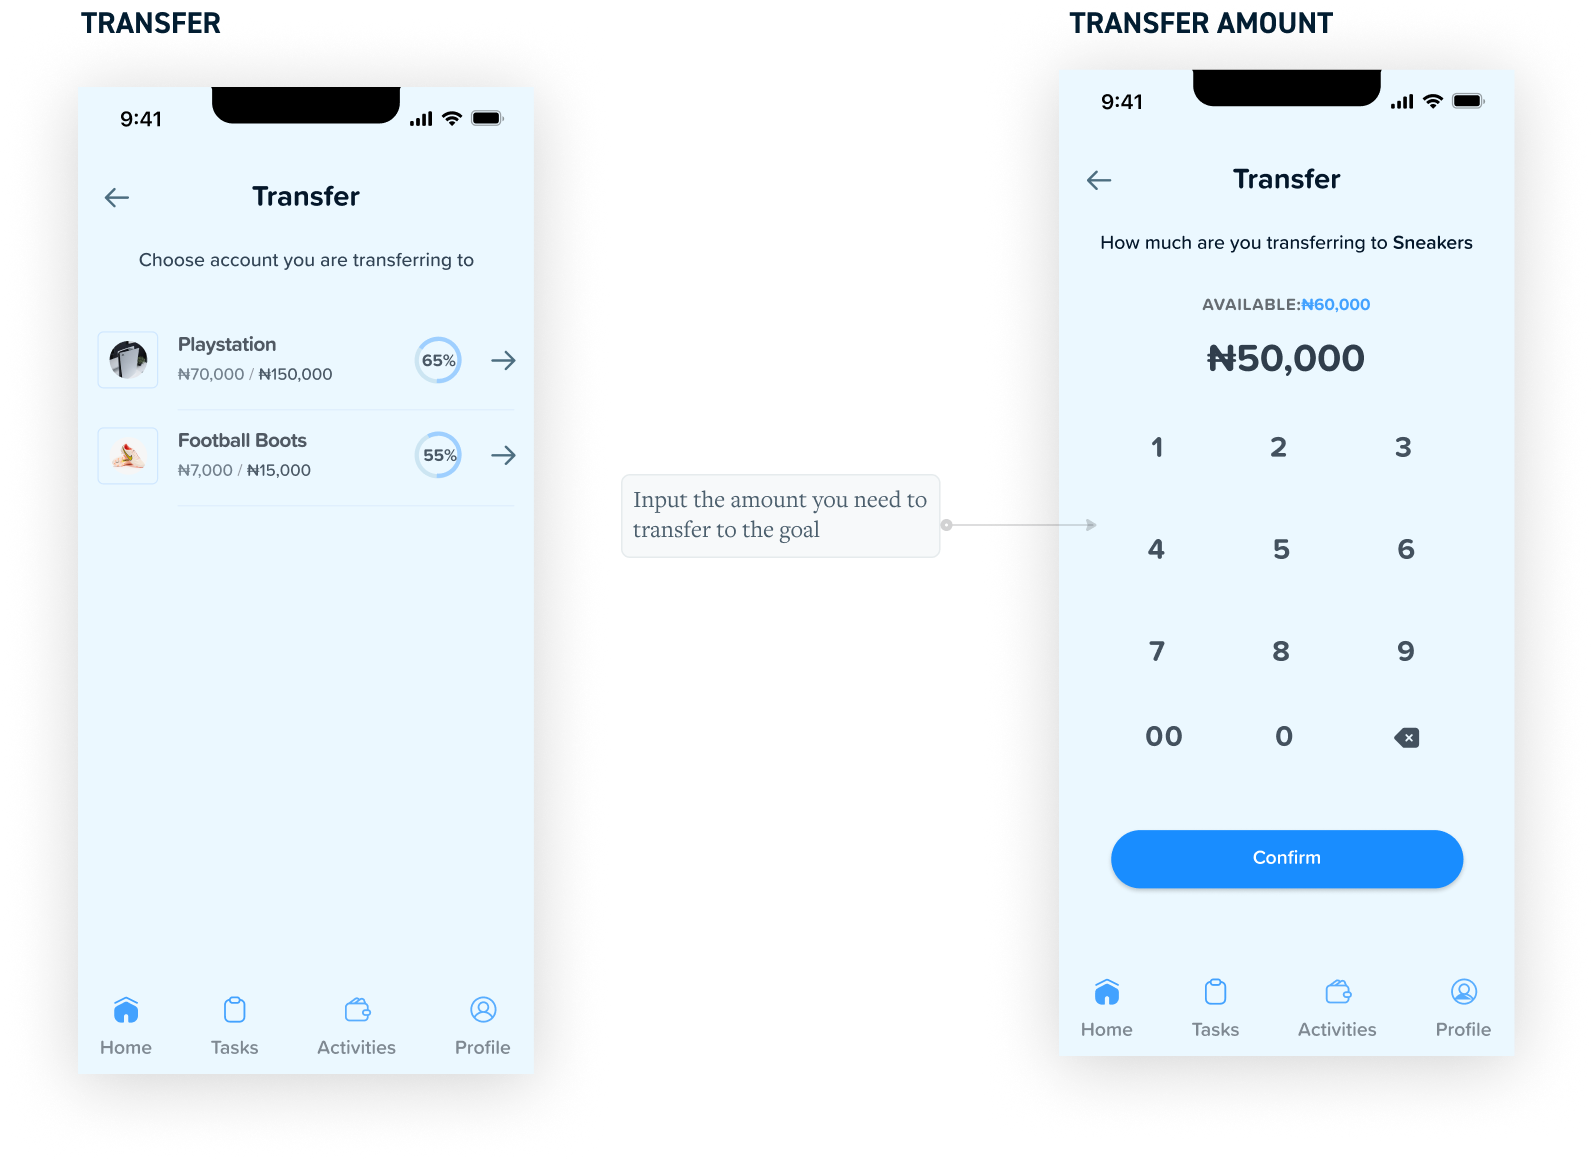 TRANSFER
9:41
Transfer
Choose account you are transferring to
Playstation
₦70,000 / ₦150,000
65%
Football Boots
₦7,000 / ₦15,000
55%
Home
Tasks
Activities
Profile
Input the amount you need to
transfer to the goal
TRANSFER AMOUNT
9:41
Transfer
How much are you transferring to Sneakers
AVAILABLE:₦60,000
₦50,000
1 2 3
4 5 6
7 8 9
00 0
Confirm
Home
Tasks
Activities
Profile